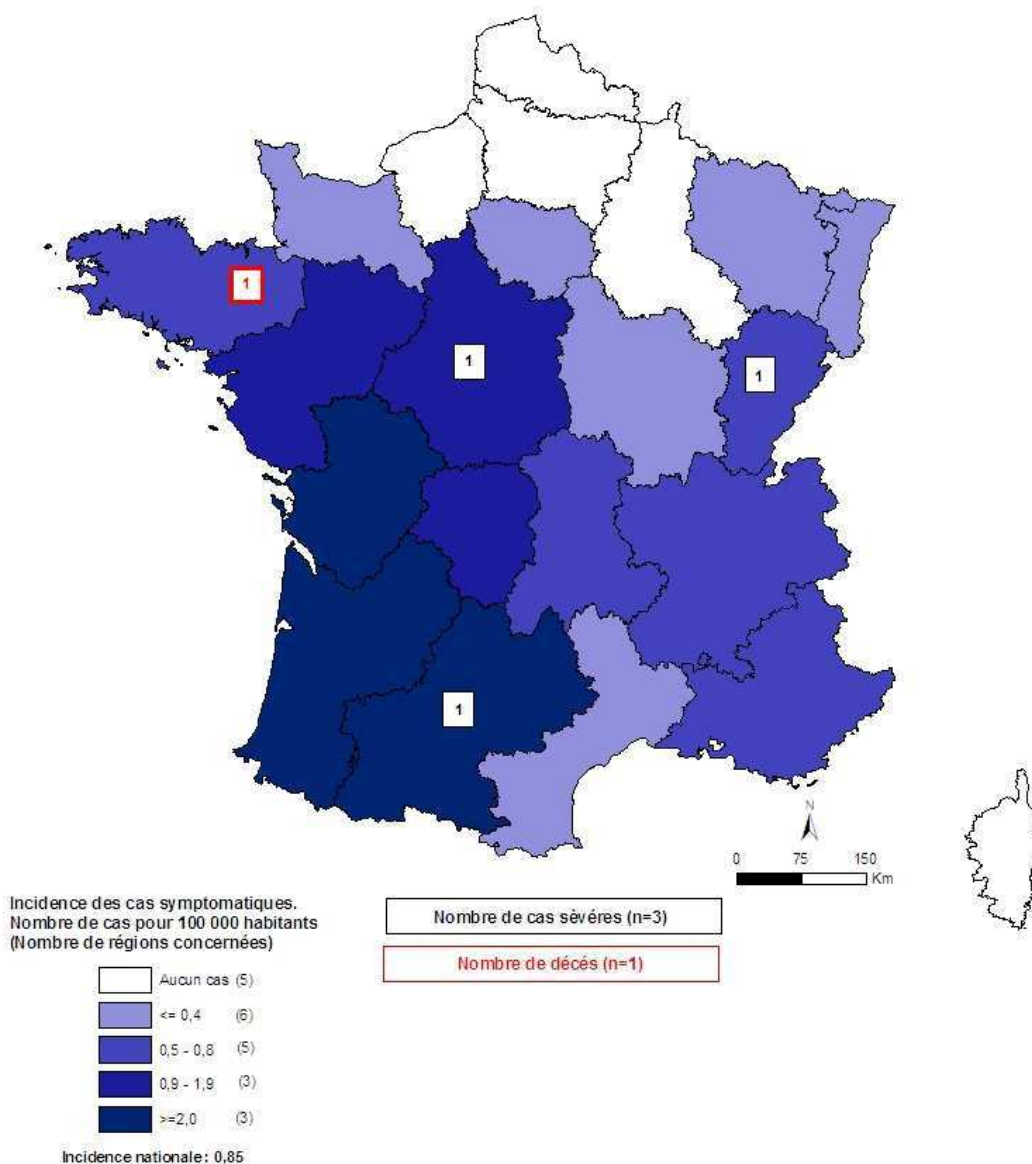 1
1
1
1
N
0 75 150
Km
Incidence des cas symptomatiques.
Nombre de cas pour 100 000 habitants
(Nombre de régions concernées)
Aucun cas (5)
<= 0,4 (6)
0,5 - 0,8 (5)
0,9 - 1,9 (3)
>=2,0 (3)
Incidence nationale: 0,85
Nombre de cas sèvéres (n=3)
Nombre de décés (n=1)